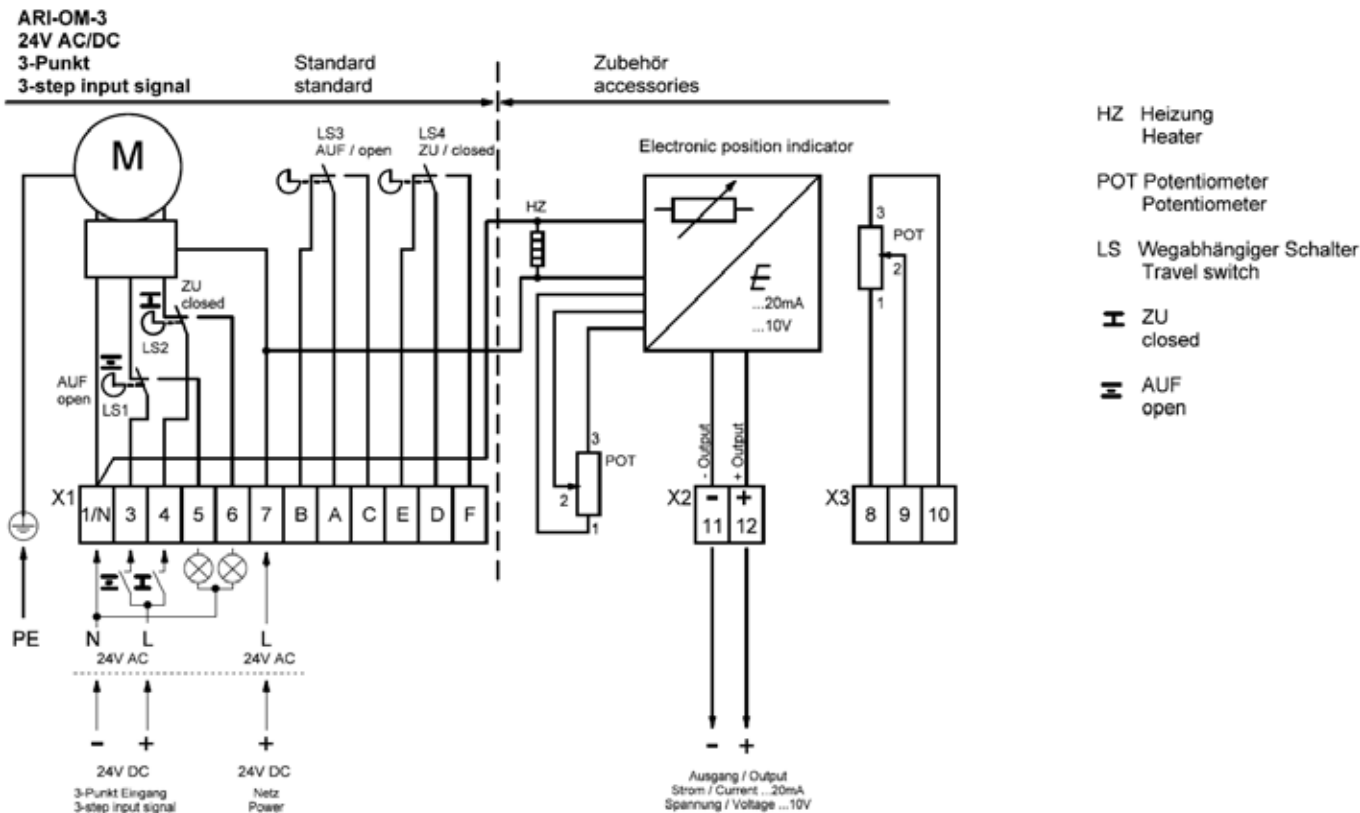 ARI-OM-3
24V AC/DC
3-Punkt
3-step input signal
Standard
standard
Zubehör
accessories
M
LS3
AUF / open
LS4
ZU / closed
HZ
Electronic position indicator
E
...20mA
...10V
3
POT
2
1
ZU
closed
LS2
AUF
open
LS1
3
POT
2
1
- Output
+ Output
X1
1/N 3 4 5 6 7 B A C E D F
X2
- +
11 12
X3
8 9 10
PE
N L L
24V AC 24V AC
- + +
24V DC 24V DC
3-Punkt Eingang
3-step input signal
Netz
Power
- +
Ausgang / Output
Strom / Current ...20mA
Spannung / Voltage ...10V
HZ Heizung
Heater
POT Potentiometer
Potentiometer
LS Wegabhängiger Schalter
Travel switch
ZU
closed
AUF
open